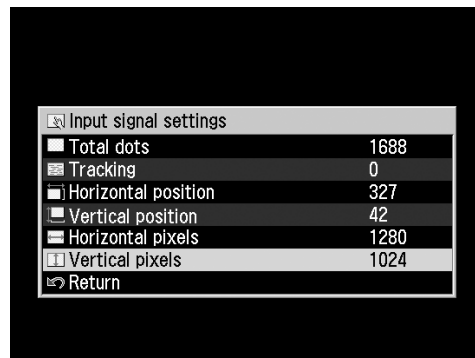 Input signal settings
Total dots 1688
Tracking 0
Horizontal position 327
Vertical position 42
Horizontal pixels 1280
Vertical pixels 1024
Return